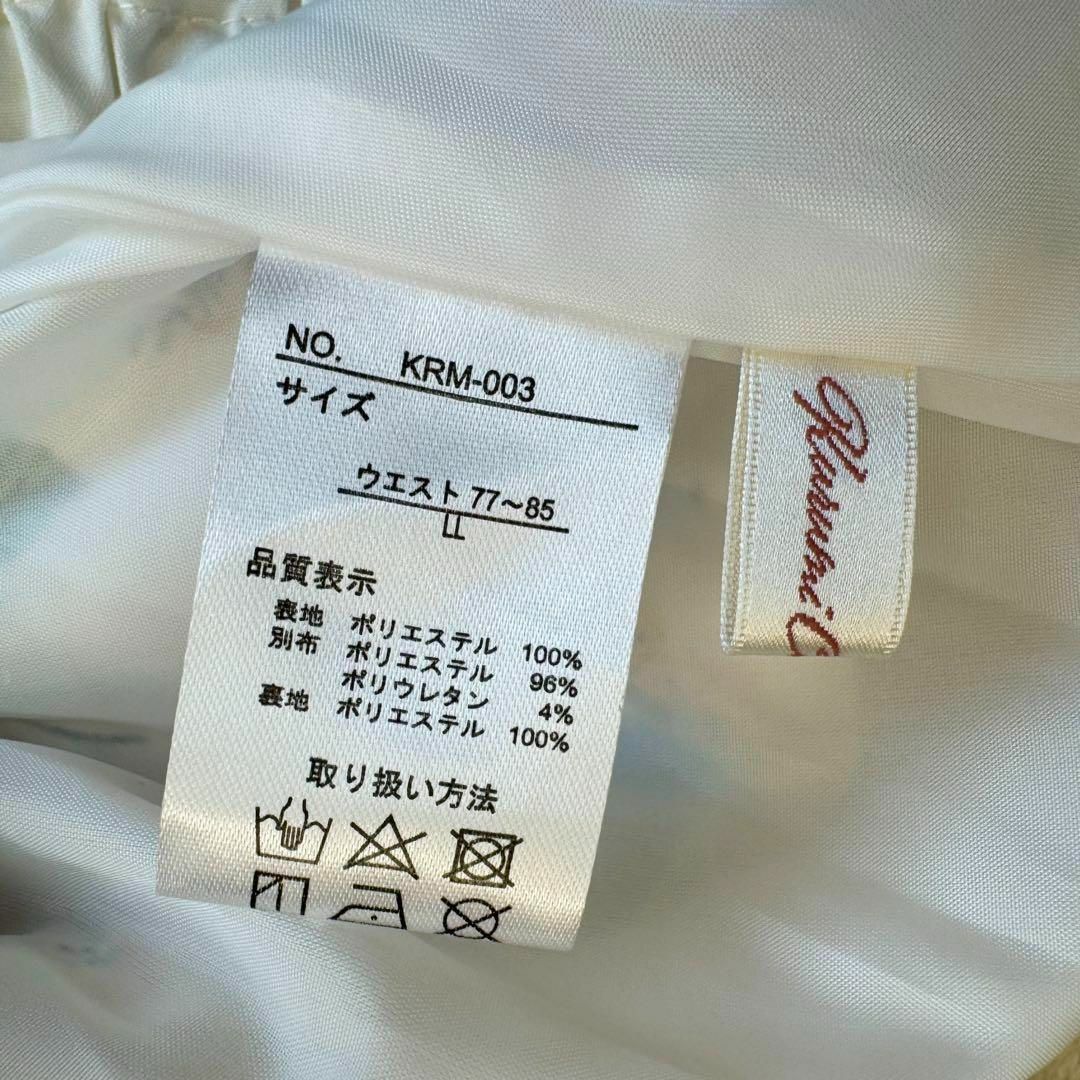 NO. KRM-003
サイズ
ウエスト 77～85
LL
品質表示
表地 ポリエステル 100%
別布 ポリエステル 96%
ポリウレタン 4%
裏地 ポリエステル 100%
取り扱い方法